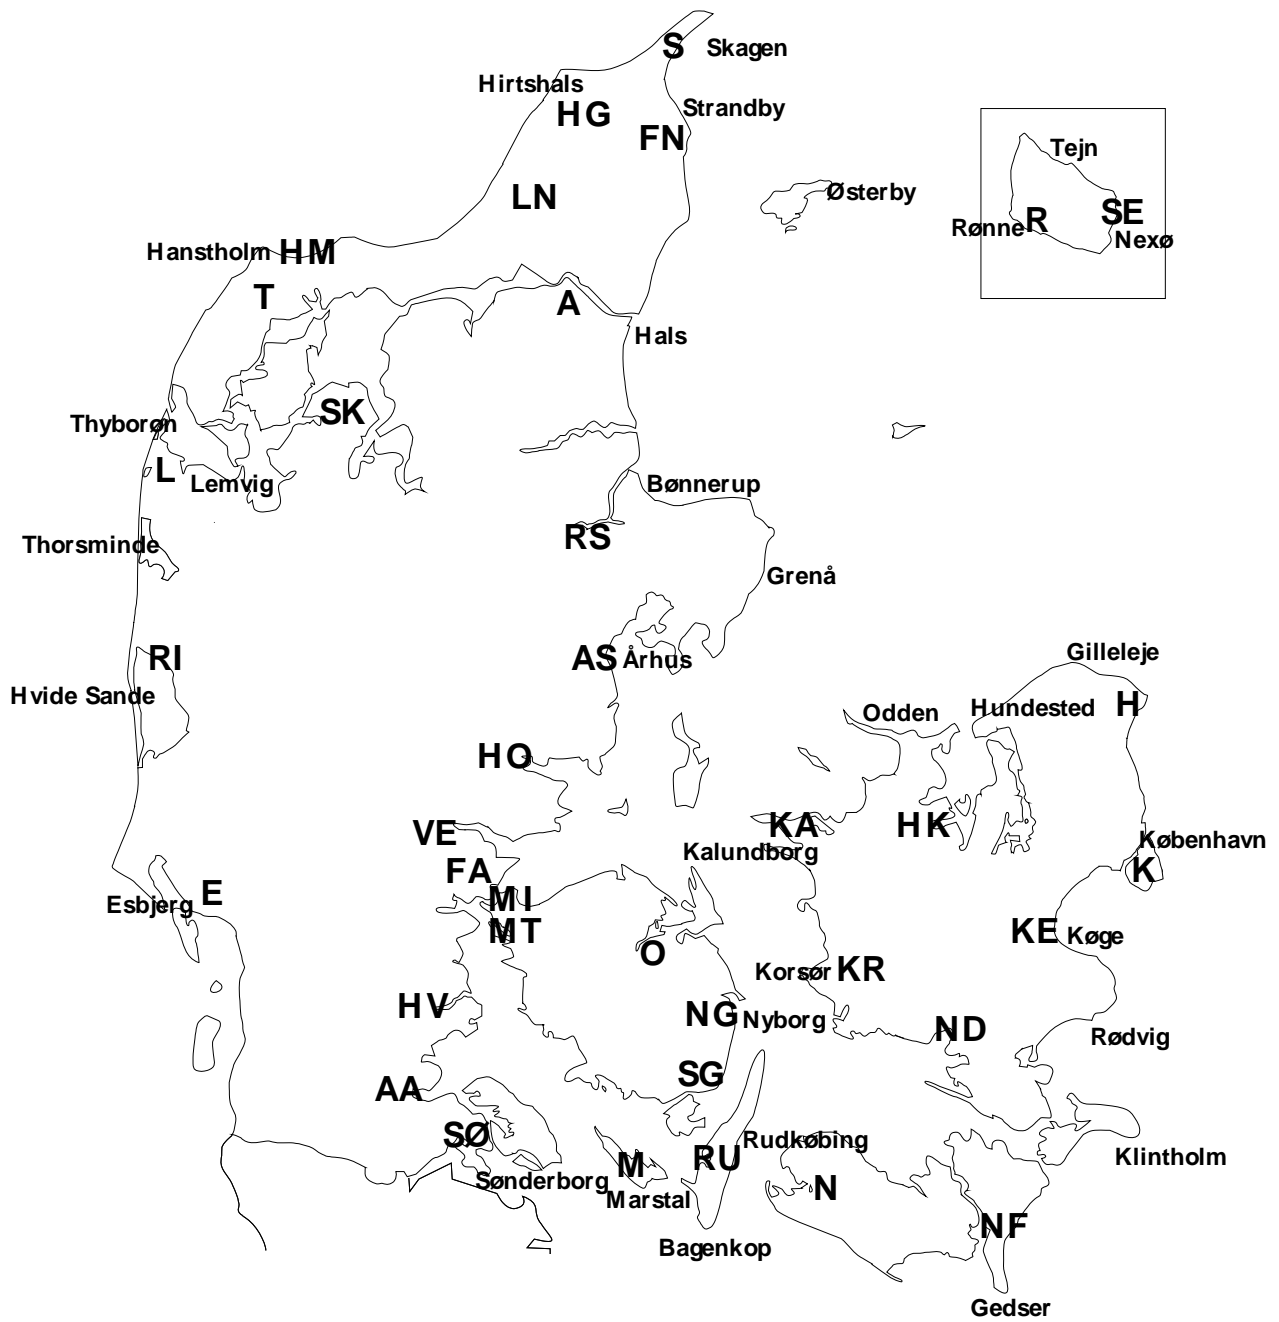 S
Skagen
Hirtshals
HG
Strandby
FN
Tejn
LN
Østerby
SE
R
Rønne
Nexø
Hanstholm
HM
T
A
Hals
SK
Thyborøn
L
Lemvig
Bønnerup
RS
Thorsminde
Grenå
RI
AS
Århus
Gilleleje
Hvide Sande
H
Hundested
Odden
HO
VE
KA
HK
København
Kalundborg
FA
K
E
MI
Esbjerg
MT
KE
Køge
O
Korsør
KR
HV
NG
Nyborg
ND
Rødvig
SG
AA
SØ
Rudkøbing
RU
Klintholm
M
Sønderborg
N
Marstal
NF
Bagenkop
Gedser